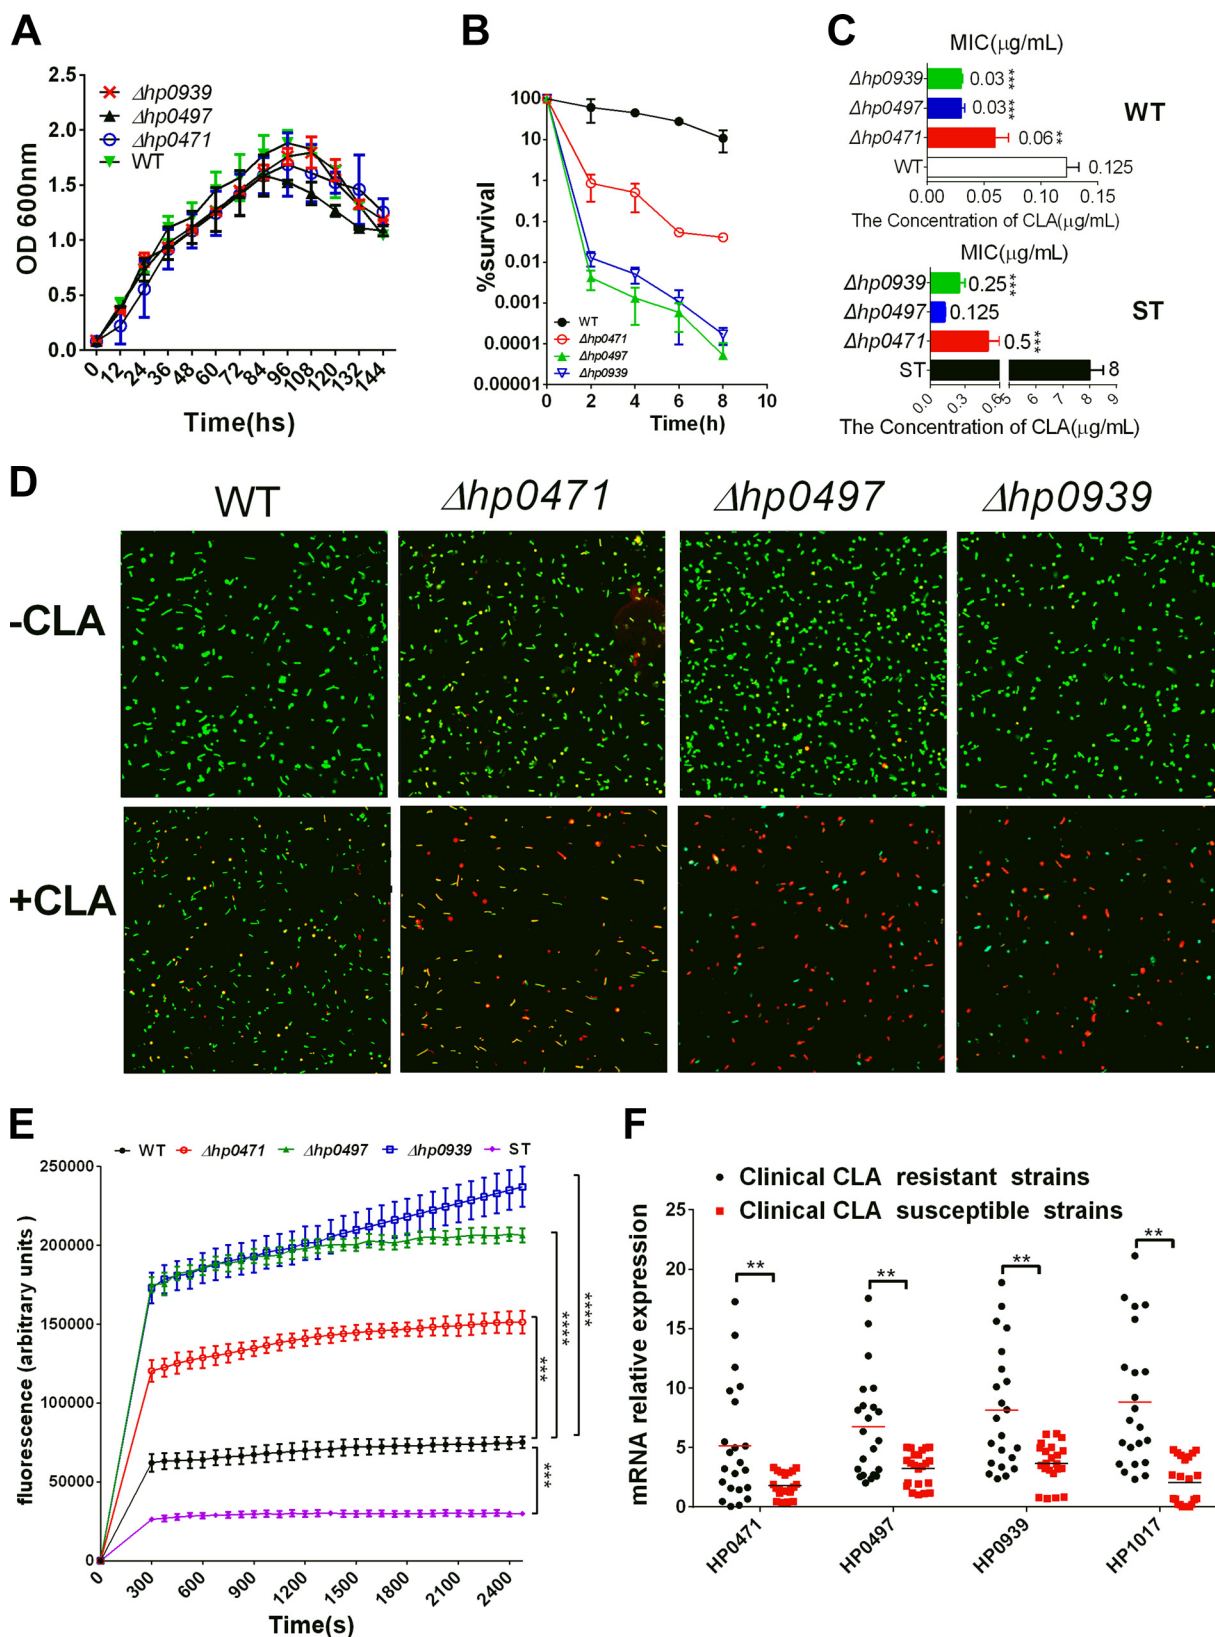 A
2.5
2.0
1.5
1.0
0.5
0.0
OD 600nm
Δhp0939
Δhp0497
Δhp0471
WT
0 12 24 36 48 60 72 84 96 108 120 132 144
Time(hs)
B
100
10
1
0.1
0.01
0.001
0.0001
0.00001
%survival
WT
Δhp0471
Δhp0497
Δhp0939
0 2 4 6 8 10
Time(h)
C
MIC(μg/mL)
Δhp0939 0.03 ***
Δhp0497 0.03 ***
Δhp0471 0.06 **
WT 0.125
WT
0.00 0.05 0.10 0.15
The Concentration of CLA(μg/mL)
MIC(μg/mL)
Δhp0939 0.25 ***
Δhp0497 0.125
Δhp0471 0.5 ***
ST 8
ST
0.0 0.3 0.6 5 6 7 8 9
The Concentration of CLA(μg/mL)
D
WT Δhp0471 Δhp0497 Δhp0939
-CLA
+CLA
E
WT Δhp0471 Δhp0497 Δhp0939 ST
250000
200000
150000
100000
50000
0
fluorescence (arbitrary units )
*** **** ****
***
0 300 600 900 1200 1500 1800 2100 2400
Time(s)
F
Clinical CLA resistant strains
Clinical CLA susceptible strains
25
20
15
10
5
0
mRNA relative expression
** ** ** **
HP0471 HP0497 HP0939 HP1017